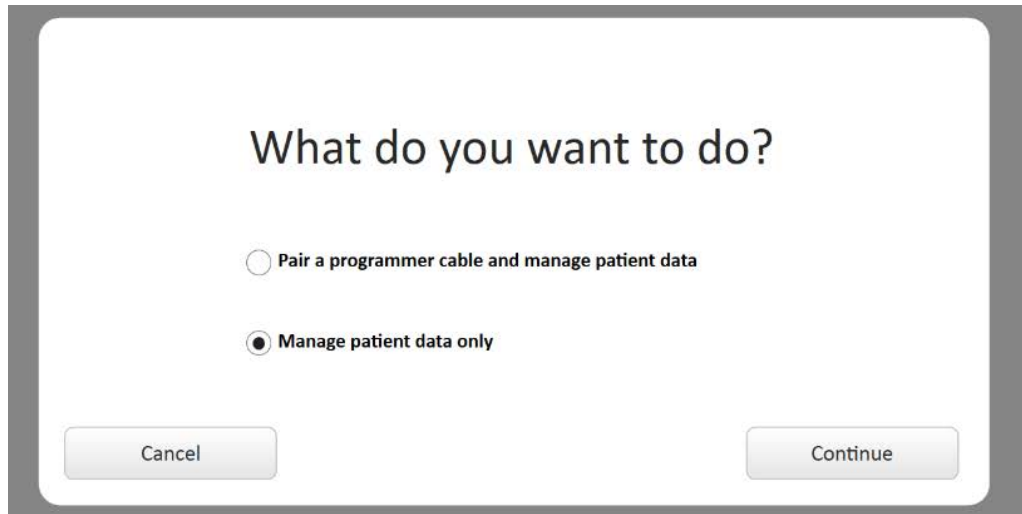 What do you want to do?
Pair a programmer cable and manage patient data
Manage patient data only
Cancel
Continue